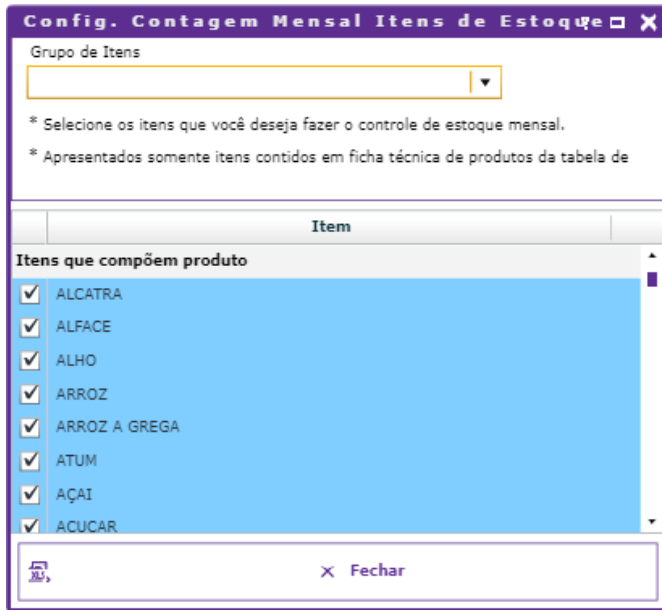 Config. Contagem Mensal Itens de Estoque
Grupo de Itens
* Selecione os itens que você deseja fazer o controle de estoque mensal.
* Apresentados somente itens contidos em ficha técnica de produtos da tabela de
Item
Itens que compõem produto
ALCATRA
ALFACE
ALHO
ARROZ
ARROZ A GREGA
ATUM
AÇAI
ACUCAR
XLS
Fechar